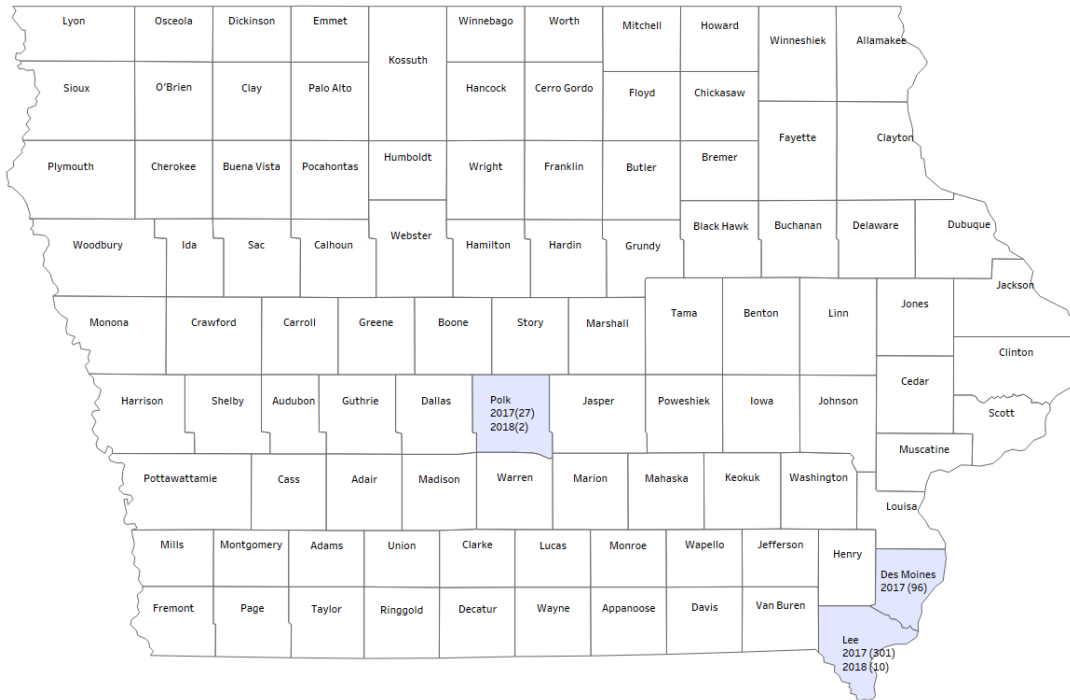 Lyon
Osceola
Dickinson
Emmet
Kossuth
Winnebago
Worth
Mitchell
Howard
Winneshiek
Allamakee
Sioux
O'Brien
Clay
Palo Alto
Hancock
Cerro Gordo
Floyd
Chickasaw
Fayette
Clayton
Plymouth
Cherokee
Buena Vista
Pocahontas
Humboldt
Wright
Franklin
Butler
Bremer
Woodbury
Ida
Sac
Calhoun
Webster
Hamilton
Hardin
Grundy
Black Hawk
Buchanan
Delaware
Dubuque
Jackson
Monona
Crawford
Carroll
Greene
Boone
Story
Marshall
Tama
Benton
Linn
Jones
Clinton
Cedar
Harrison
Shelby
Audubon
Guthrie
Dallas
Polk
2017(27)
2018(2)
Jasper
Poweshiek
Iowa
Johnson
Scott
Muscatine
Pottawattamie
Cass
Adair
Madison
Warren
Marion
Mahaska
Keokuk
Washington
Louisa
Mills
Montgomery
Adams
Union
Clarke
Lucas
Monroe
Wapello
Jefferson
Henry
Des Moines
2017 (96)
Fremont
Page
Taylor
Ringgold
Decatur
Wayne
Appanoose
Davis
Van Buren
Lee
2017 (301)
2018 (10)